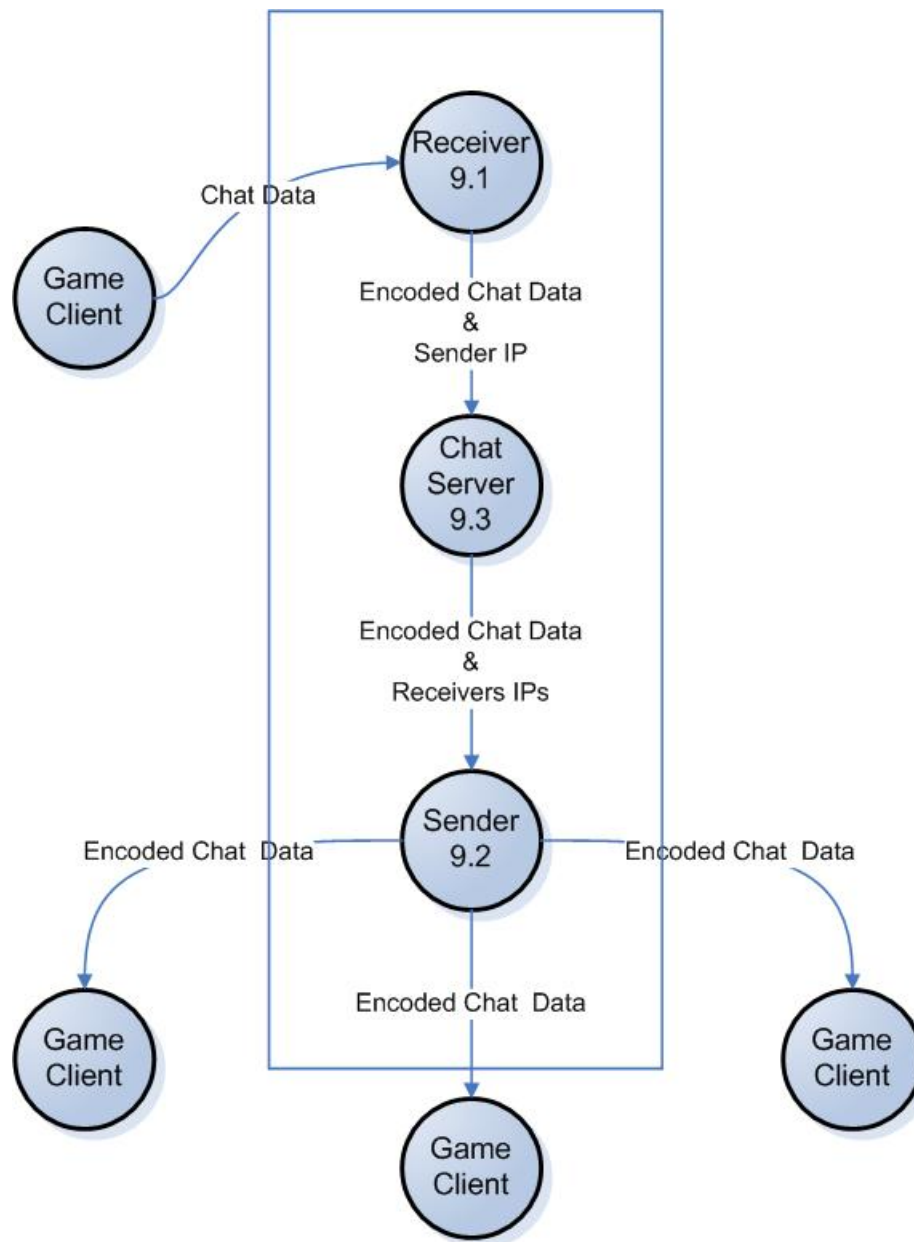 Receiver
9.1
Chat Data
Game
Client
Encoded Chat Data
&
Sender IP
Chat
Server
9.3
Encoded Chat Data
&
Receivers IPs
Sender
9.2
Encoded Chat  Data
Encoded Chat  Data
Encoded Chat  Data
Game
Client
Game
Client
Game
Client